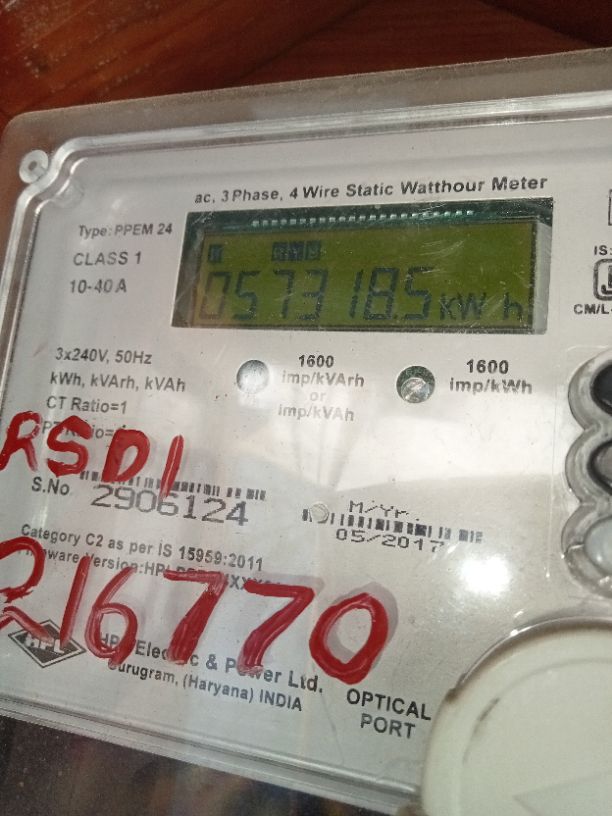 ac, 3 Phase, 4 Wire Static Watthour Meter
Type: PPEM 24
CLASS 1
10-40 A
R Y B
057318.5 kW h
IS:
CM/L-
3x240V, 50Hz
kWh, kVArh, kVAh
CT Ratio=1
1600
imp/kVArh
or
imp/kVAh
1600
imp/kWh
RSD1
S.No
2906124
M/Yr.
05/2017
Category C2 as per IS 15959:2011
Version:
216770
HPL
Electric & Power Ltd.
Gurugram, (Haryana) INDIA
OPTICAL
PORT